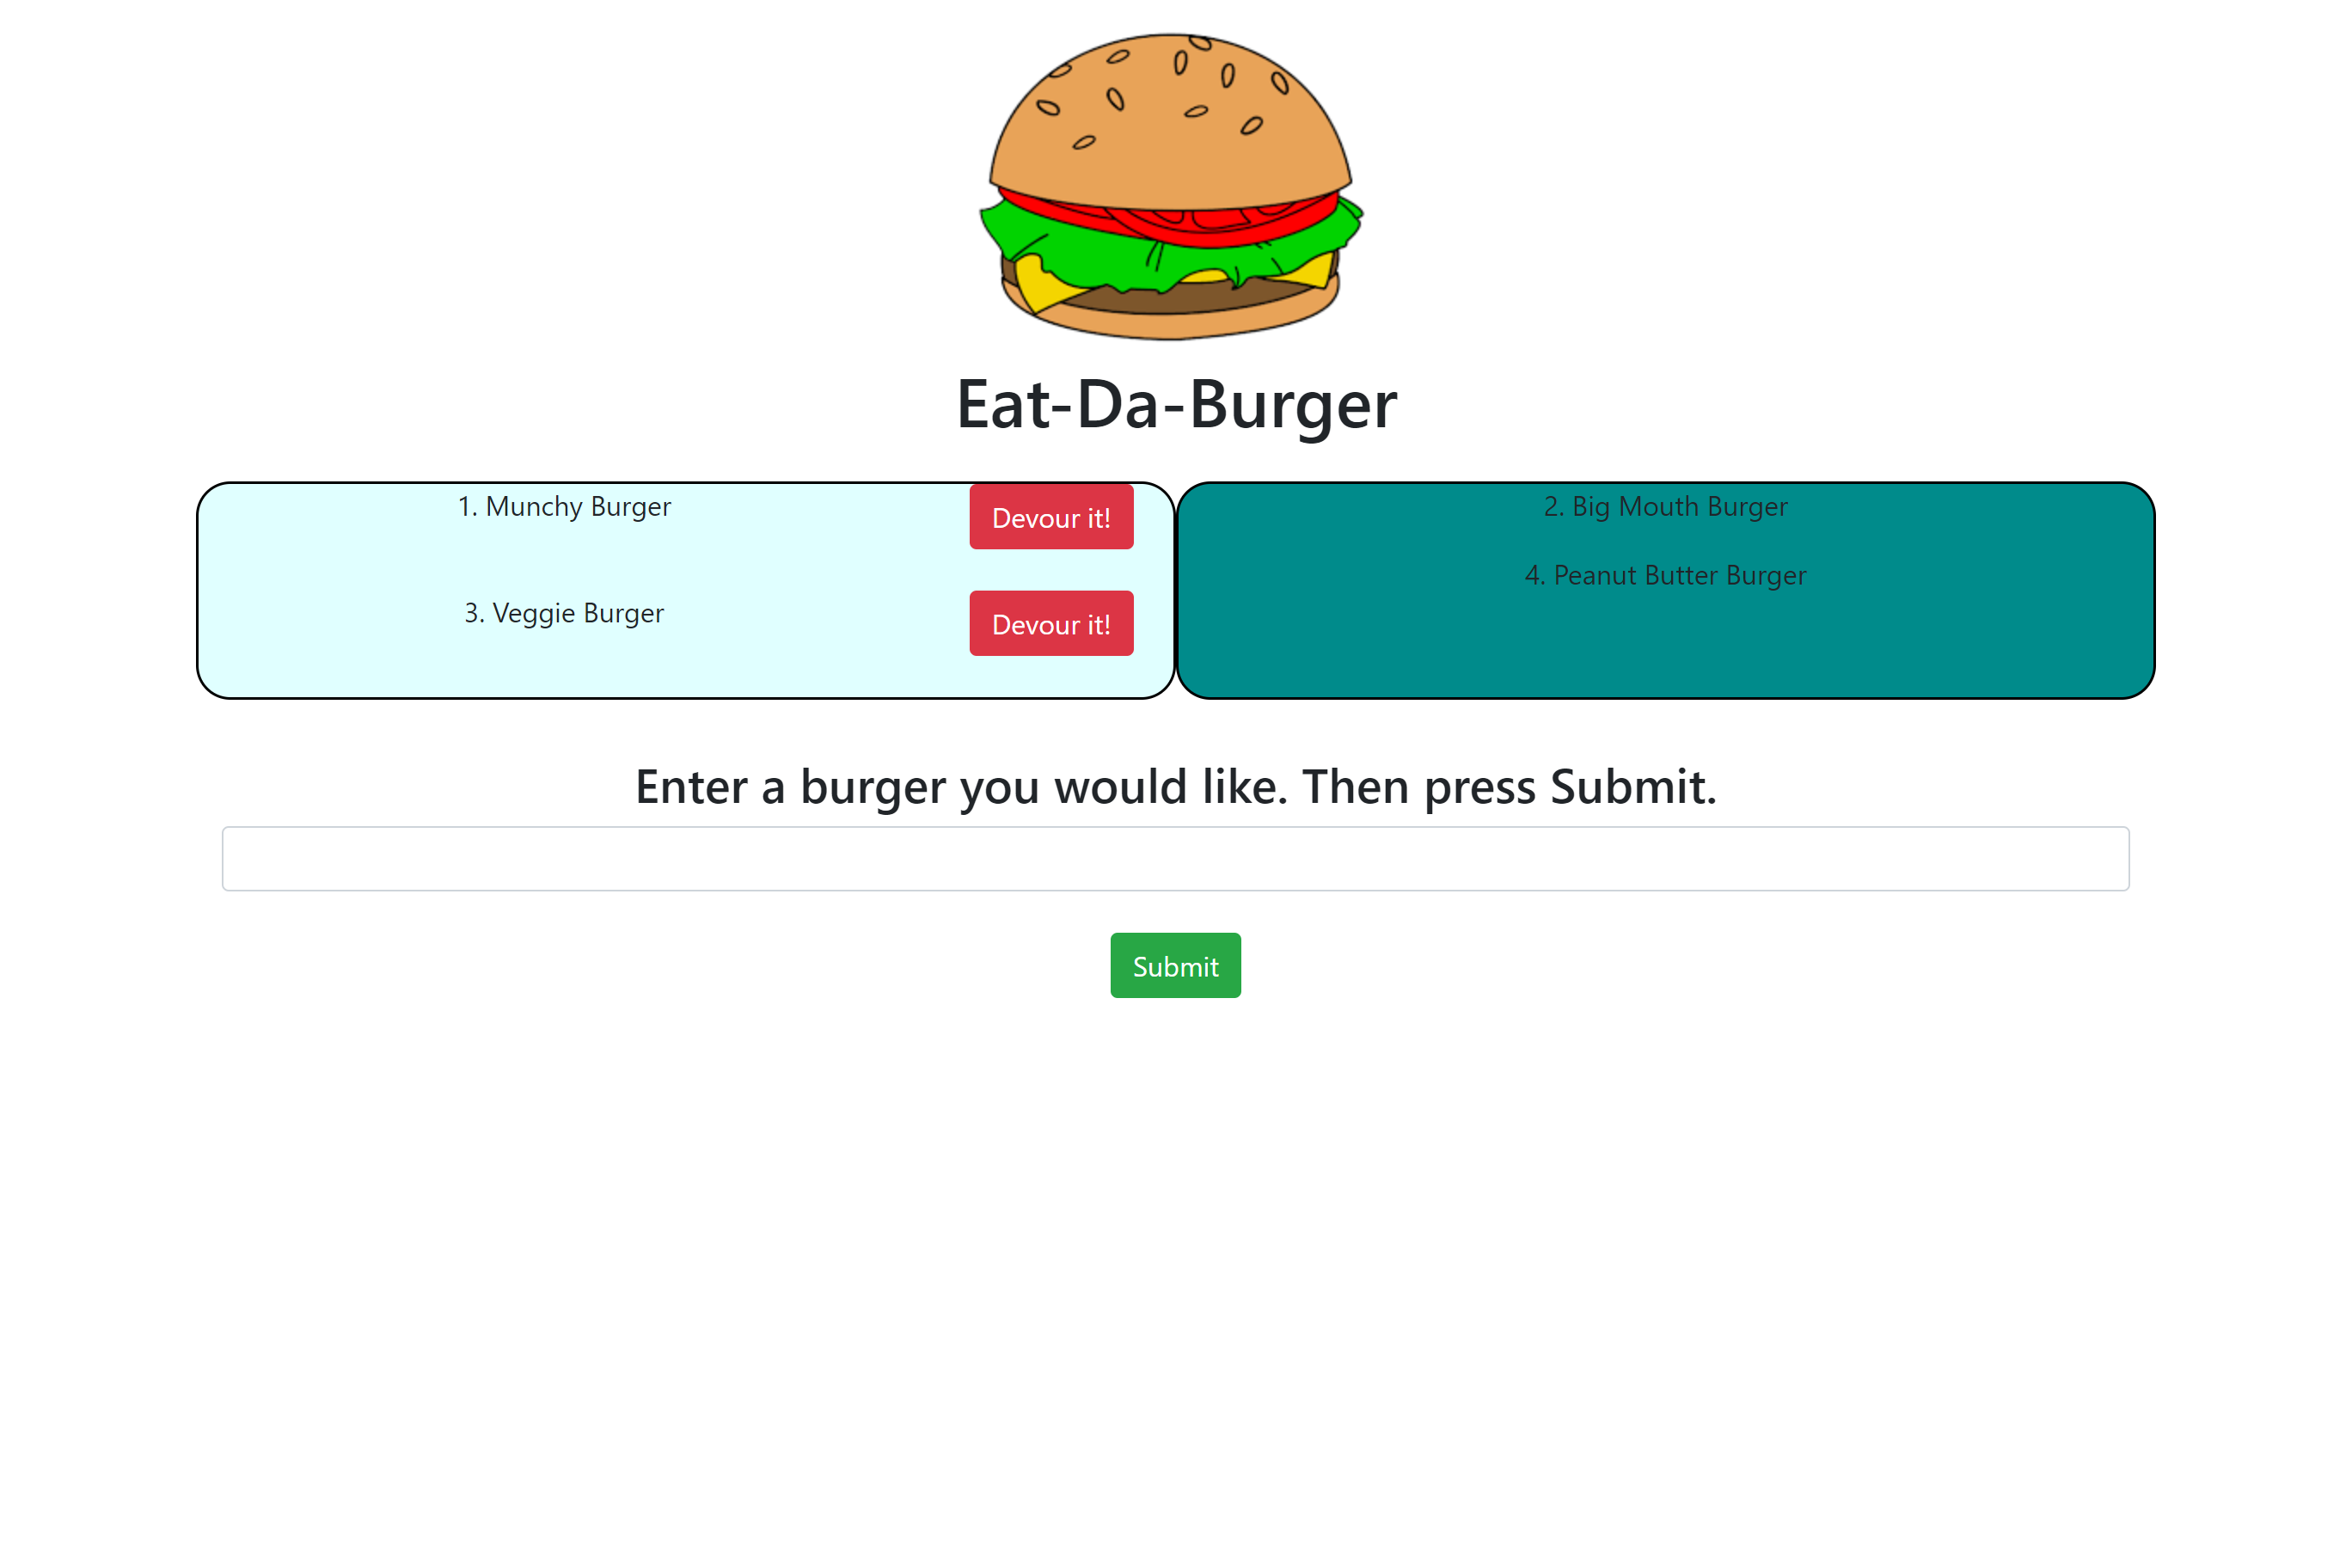 Eat-Da-Burger
1. Munchy Burger
Devour it!
3. Veggie Burger
Devour it!
2. Big Mouth Burger
4. Peanut Butter Burger
Enter a burger you would like. Then press Submit.
Submit